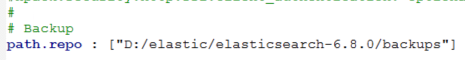 #
# Backup
path.repo : ["D:/elastic/elasticsearch-6.8.0/backups"]